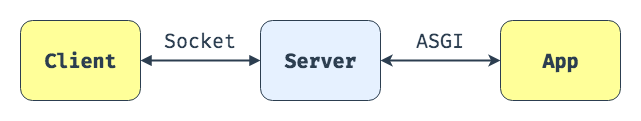 Client
Socket
Server
ASGI
App